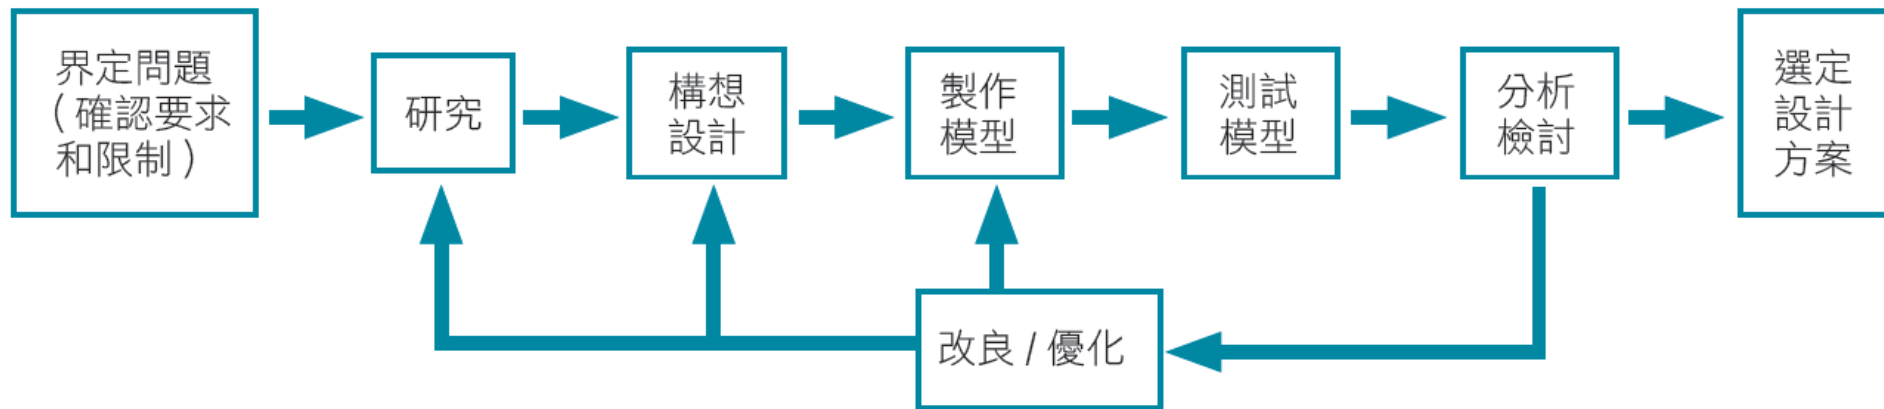 界定問題
( 確認要求
和限制 )
研究
構想
設計
製作
模型
測試
模型
分析
檢討
選定
設計
方案
改良 / 優化